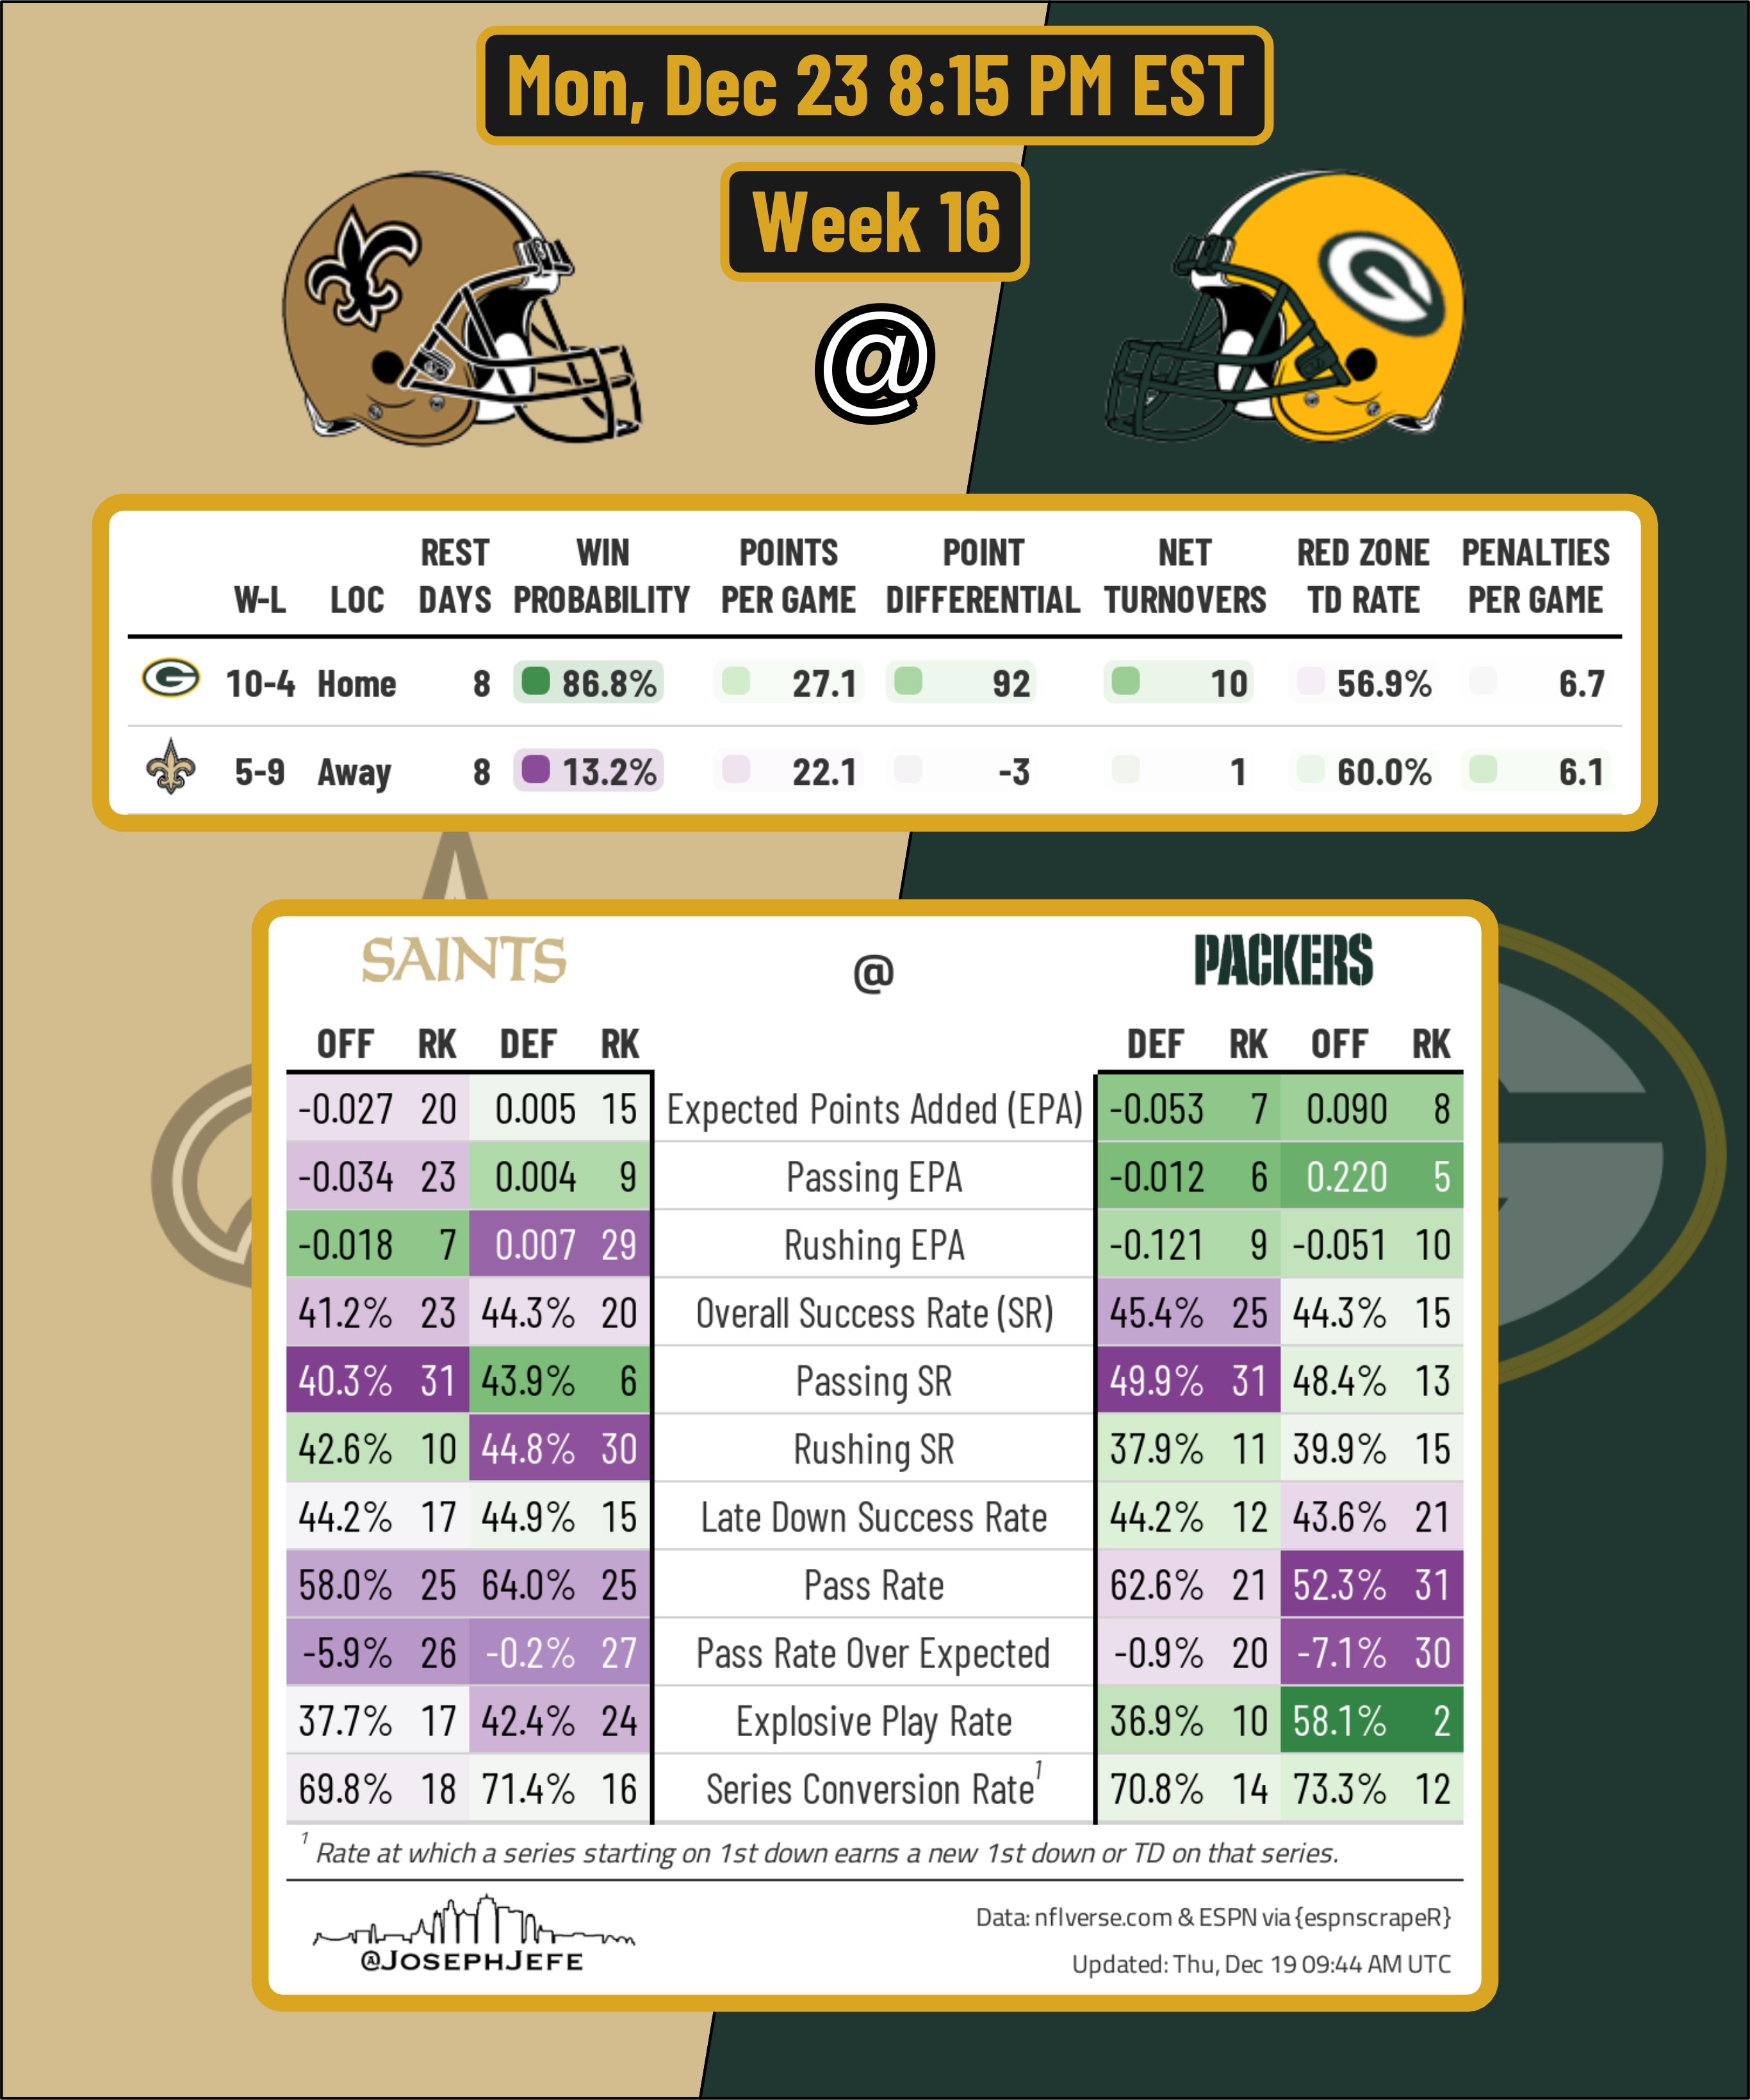 Mon, Dec 23 8:15 PM EST
Week 16
@
W-L LOC REST DAYS WIN PROBABILITY POINTS PER GAME POINT DIFFERENTIAL NET TURNOVERS RED ZONE TD RATE PENALTIES PER GAME
G 10-4 Home 8 86.8% 27.1 92 10 56.9% 6.7
5-9 Away 8 13.2% 22.1 -3 1 60.0% 6.1
SAINTS @ PACKERS
OFF RK DEF RK DEF RK OFF RK
-0.027 20 0.005 15 Expected Points Added (EPA) -0.053 7 0.090 8
-0.034 23 0.004 9 Passing EPA -0.012 6 0.220 5
-0.018 7 0.007 29 Rushing EPA -0.121 9 -0.051 10
41.2% 23 44.3% 20 Overall Success Rate (SR) 45.4% 25 44.3% 15
40.3% 31 43.9% 6 Passing SR 49.9% 31 48.4% 13
42.6% 10 44.8% 30 Rushing SR 37.9% 11 39.9% 15
44.2% 17 44.9% 15 Late Down Success Rate 44.2% 12 43.6% 21
58.0% 25 64.0% 25 Pass Rate 62.6% 21 52.3% 31
-5.9% 26 -0.2% 27 Pass Rate Over Expected -0.9% 20 -7.1% 30
37.7% 17 42.4% 24 Explosive Play Rate 36.9% 10 58.1% 2
69.8% 18 71.4% 16 Series Conversion Rate¹ 70.8% 14 73.3% 12
¹ Rate at which a series starting on 1st down earns a new 1st down or TD on that series.
@JOSEPHJEFE
Data: nflverse.com & ESPN via {espnscrapeR}
Updated: Thu, Dec 19 09:44 AM UTC